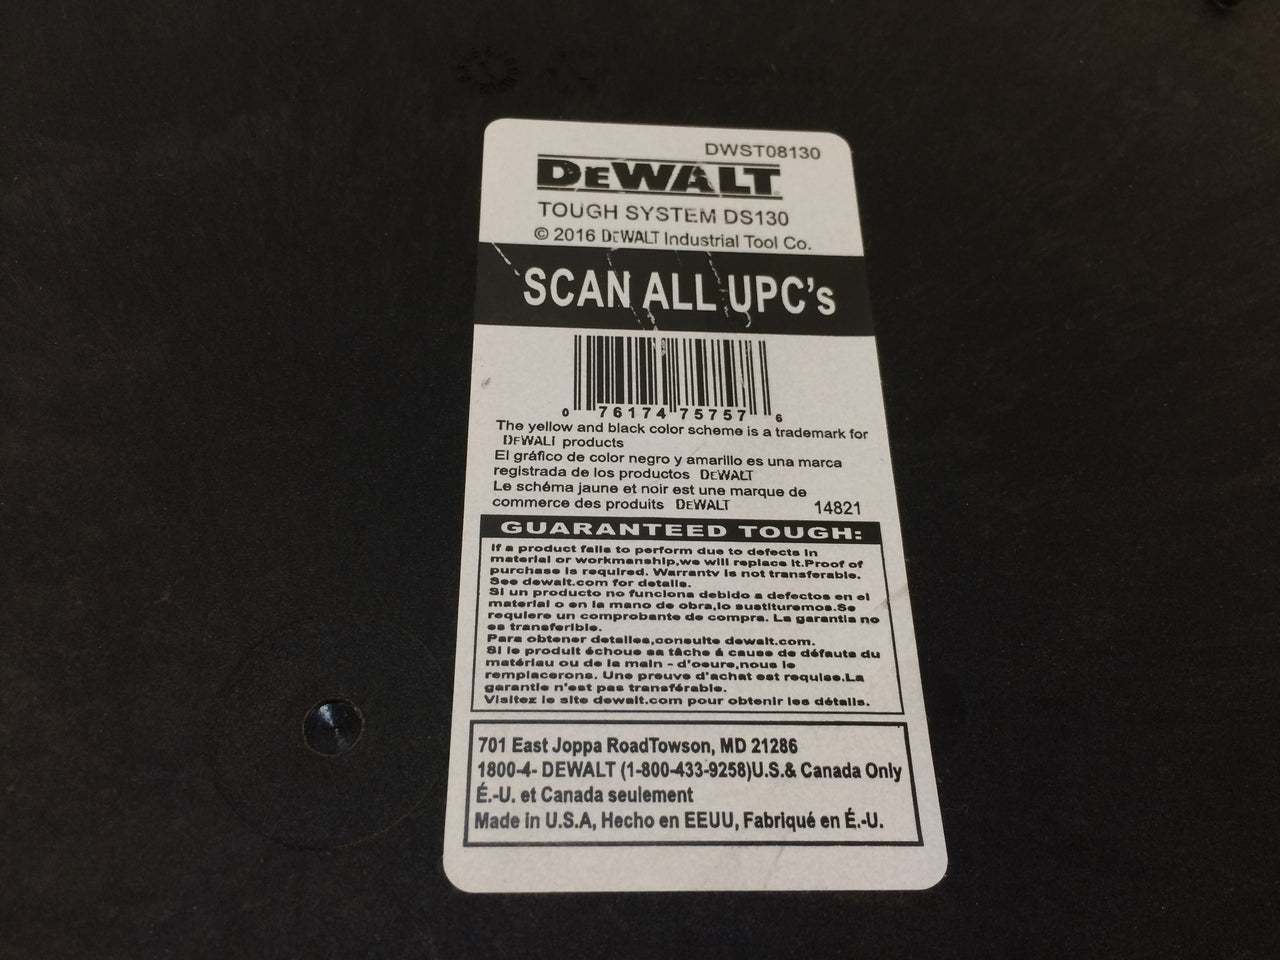 DWST08130
DEWALT
TOUGH SYSTEM DS130
© 2016 DEWALT Industrial Tool Co.
SCAN ALL UPC's
0 76174 75757 6
The yellow and black color scheme is a trademark for
DEWALT products
El gráfico de color negro y amarillo es una marca
registrada de los productos DEWALT
Le schéma jaune et noir est une marque de
commerce des produits DEWALT 14821
GUARANTEED TOUGH:
If a product fails to perform due to defects in
material or workmanship,we will replace it.Proof of
purchase is required. Warranty is not transferable.
See dewalt.com for details.
Si un producto no funciona debido a defectos en el
material o en la mano de obra,lo sustituremos.Se
requiere un comprobante de compra. La garantía no
es transferible.
Para obtener detalles,consulte dewalt.com.
Si le produit échoue sa tâche á cause de défauts du
matériau ou de la main - d'oeure,nous le
remplacerons. Une preuve d'achat est requise.La
garantie n'est pas transférable.
Visitez le site dewalt.com pour obtenir les détails.
701 East Joppa RoadTowson, MD 21286
1800-4- DEWALT (1-800-433-9258)U.S.& Canada Only
É.-U. et Canada seulement
Made in U.S.A, Hecho en EEUU, Fabriqué en É.-U.